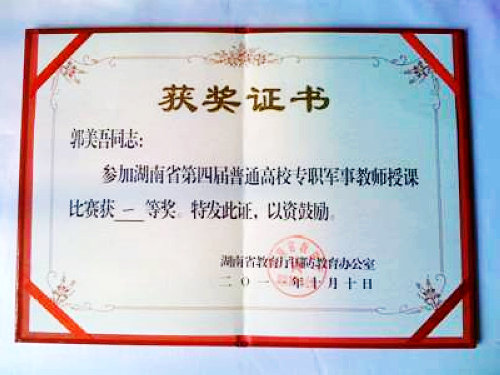 获奖证书
郭美吾同志:
参加湖南省第四届普通高校专职军事教师授课
比赛获 一 等奖。特发此证,以资鼓励。
湖南省教育厅国防教育办公室
二〇一 年十月十日